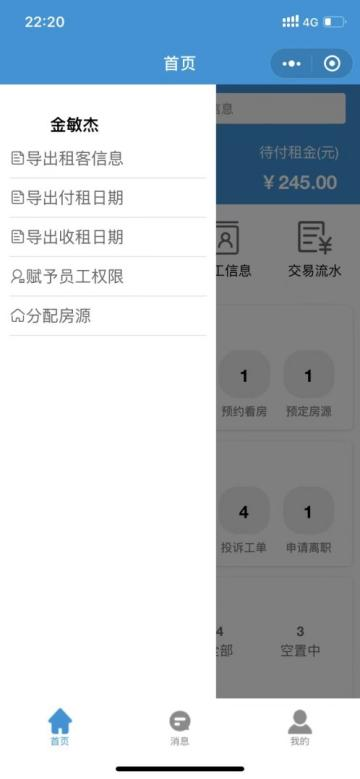 22:20
4G
首页
金敏杰
导出租客信息
导出付租日期
导出收租日期
赋予员工权限
分配房源
信息
待付租金(元)
￥245.00
工信息
交易流水
1
1
预约看房
预定房源
4
1
投诉工单
申请离职
4
3
全部
空置中
首页
消息
我的